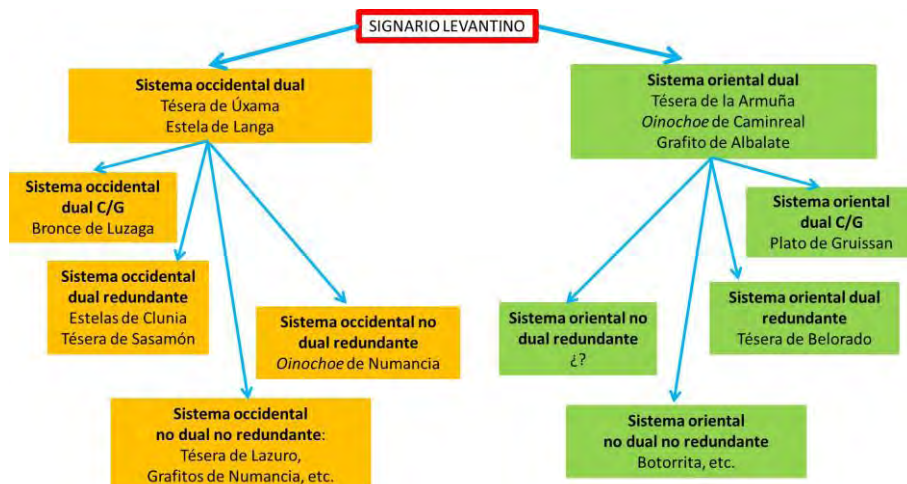 SIGNARIO LEVANTINO
Sistema occidental dual
Tésera de Úxama
Estela de Langa
Sistema oriental dual
Tésera de la Armuña
Oinochoe de Caminreal
Grafito de Albalate
Sistema occidental
dual C/G
Bronce de Luzaga
Sistema oriental
dual C/G
Plato de Gruissan
Sistema occidental
dual redundante
Estelas de Clunia
Tésera de Sasamón
Sistema occidental no
dual redundante
Oinochoe de Numancia
Sistema oriental no
dual redundante
¿?
Sistema oriental dual
redundante
Tésera de Belorado
Sistema occidental
no dual no redundante:
Tésera de Lazuro,
Grafitos de Numancia, etc.
Sistema oriental
no dual no redundante
Botorrita, etc.